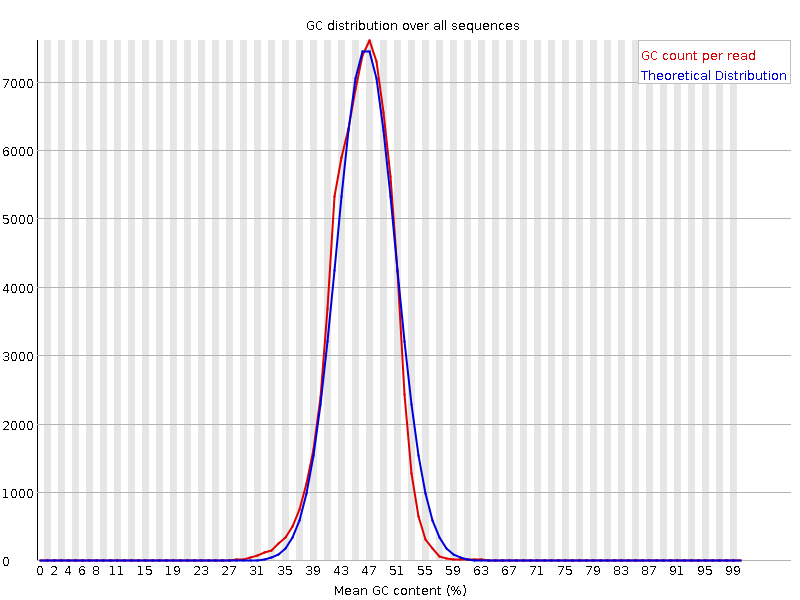 GC distribution over all sequences
GC count per read
Theoretical Distribution
7000
6000
5000
4000
3000
2000
1000
0
0 2 4 6 8 11 15 19 23 27 31 35 39 43 47 51 55 59 63 67 71 75 79 83 87 91 95 99
Mean GC content (%)